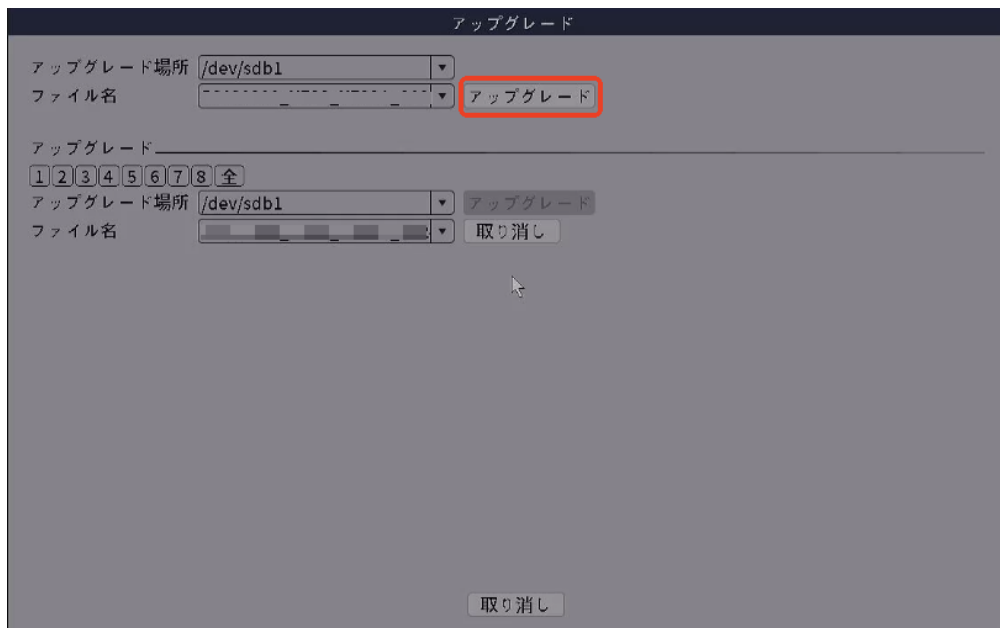 アップグレード
アップグレード場所 /dev/sdb1
ファイル名 アップグレード
アップグレード
1 2 3 4 5 6 7 8 全
アップグレード場所 /dev/sdb1 アップグレード
ファイル名 取り消し
取り消し